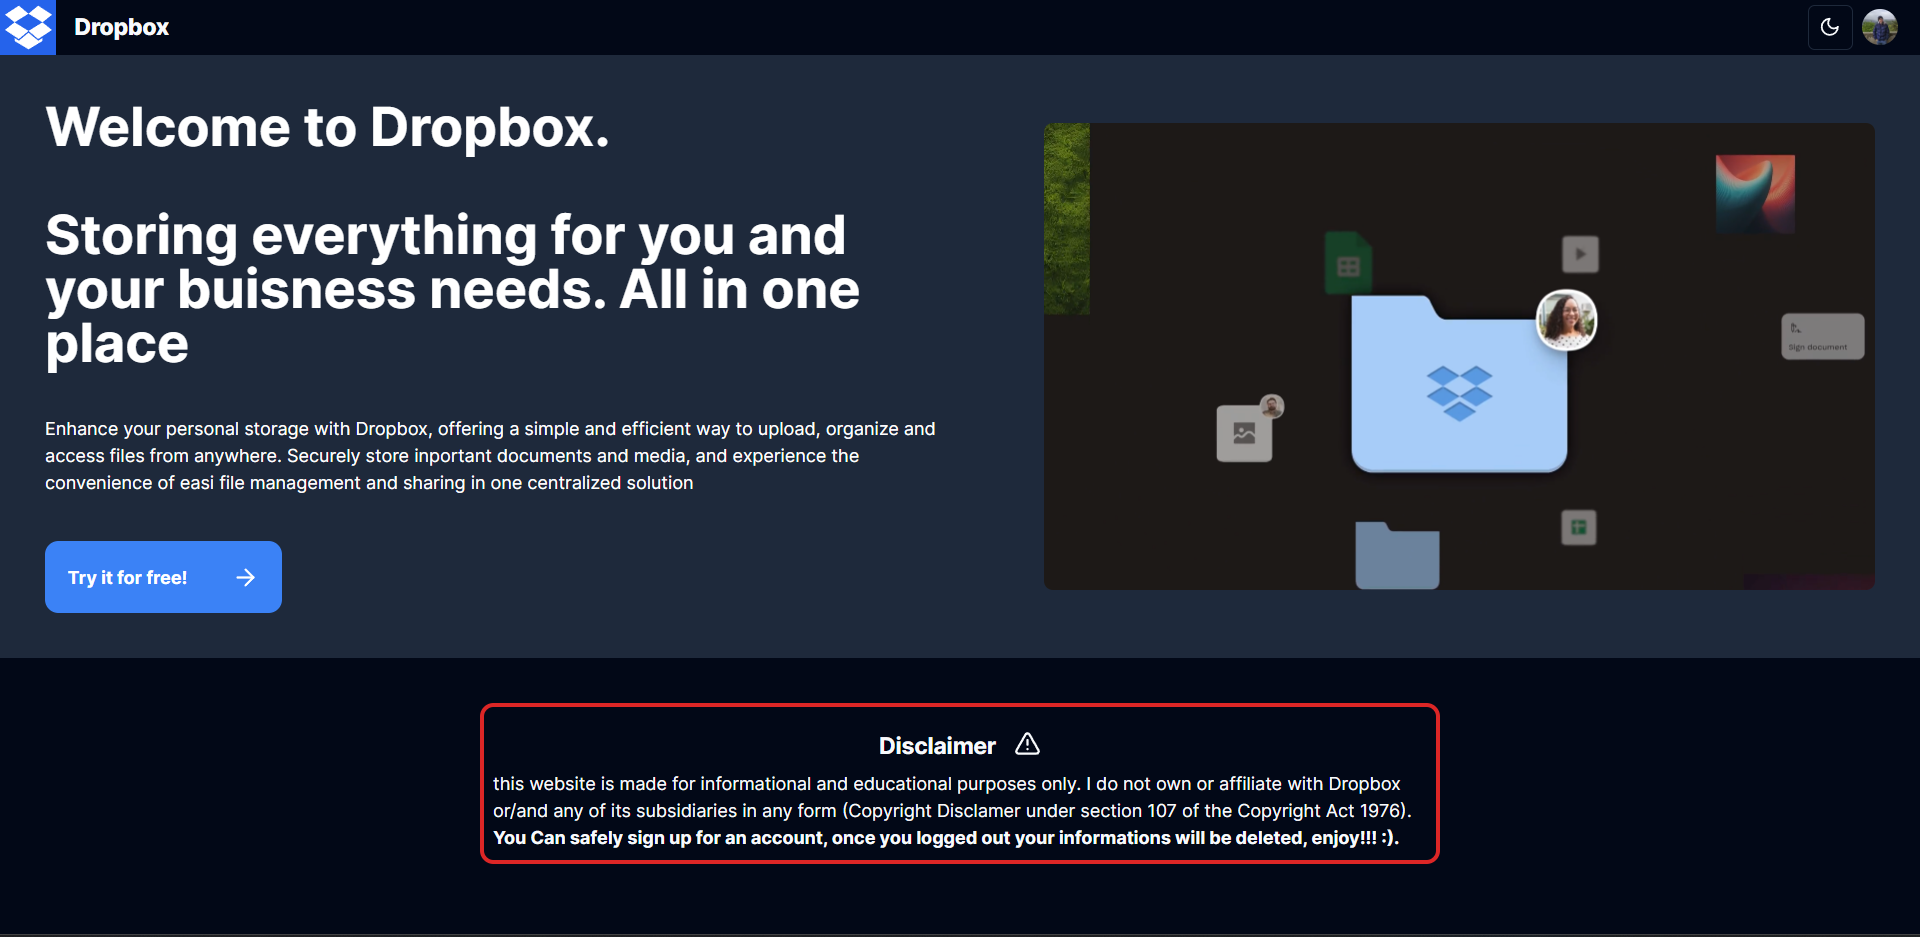 Dropbox
Welcome to Dropbox.
Storing everything for you and
your buisness needs. All in one
place
Enhance your personal storage with Dropbox, offering a simple and efficient way to upload, organize and
access files from anywhere. Securely store inportant documents and media, and experience the
convenience of easi file management and sharing in one centralized solution
Try it for free!
Sign document
Disclaimer
this website is made for informational and educational purposes only. I do not own or affiliate with Dropbox
or/and any of its subsidiaries in any form (Copyright Disclamer under section 107 of the Copyright Act 1976).
You Can safely sign up for an account, once you logged out your informations will be deleted, enjoy!!! :).